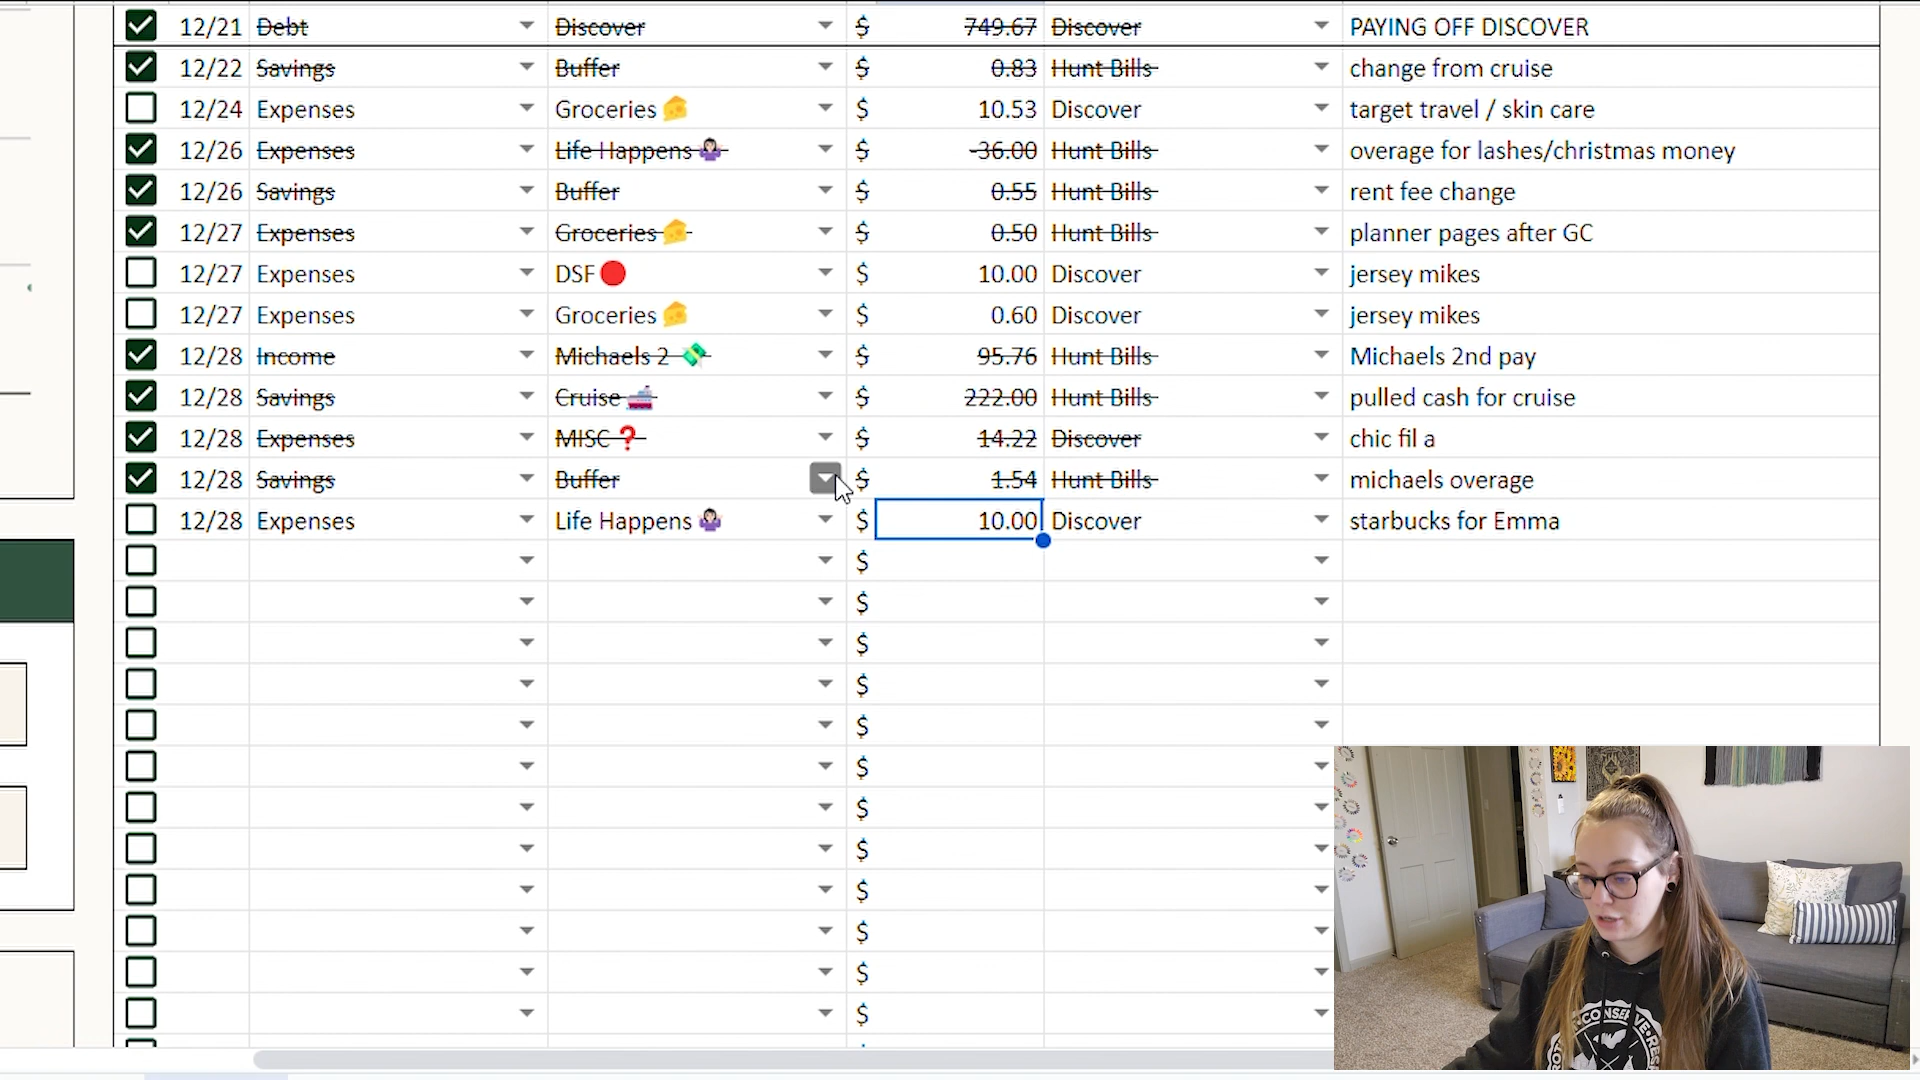 12/21 Debt Discover $ 749.67 Discover PAYING OFF DISCOVER
12/22 Savings Buffer $ 0.83 Hunt Bills change from cruise
12/24 Expenses Groceries 🧀 $ 10.53 Discover target travel / skin care
12/26 Expenses Life Happens 🤷🏻‍♀️ $ -36.00 Hunt Bills overage for lashes/christmas money
12/26 Savings Buffer $ 0.55 Hunt Bills rent fee change
12/27 Expenses Groceries 🧀 $ 0.50 Hunt Bills planner pages after GC
12/27 Expenses DSF 🔴 $ 10.00 Discover jersey mikes
12/27 Expenses Groceries 🧀 $ 0.60 Discover jersey mikes
12/28 Income Michaels 2 💸 $ 95.76 Hunt Bills Michaels 2nd pay
12/28 Savings Cruise 🚢 $ 222.00 Hunt Bills pulled cash for cruise
12/28 Expenses MISC ❓ $ 14.22 Discover chic fil a
12/28 Savings Buffer $ 1.54 Hunt Bills michaels overage
12/28 Expenses Life Happens 🤷🏻‍♀️ $ 10.00 Discover starbucks for Emma
$
$
$
$
$
$
$
$
$
$
$
$